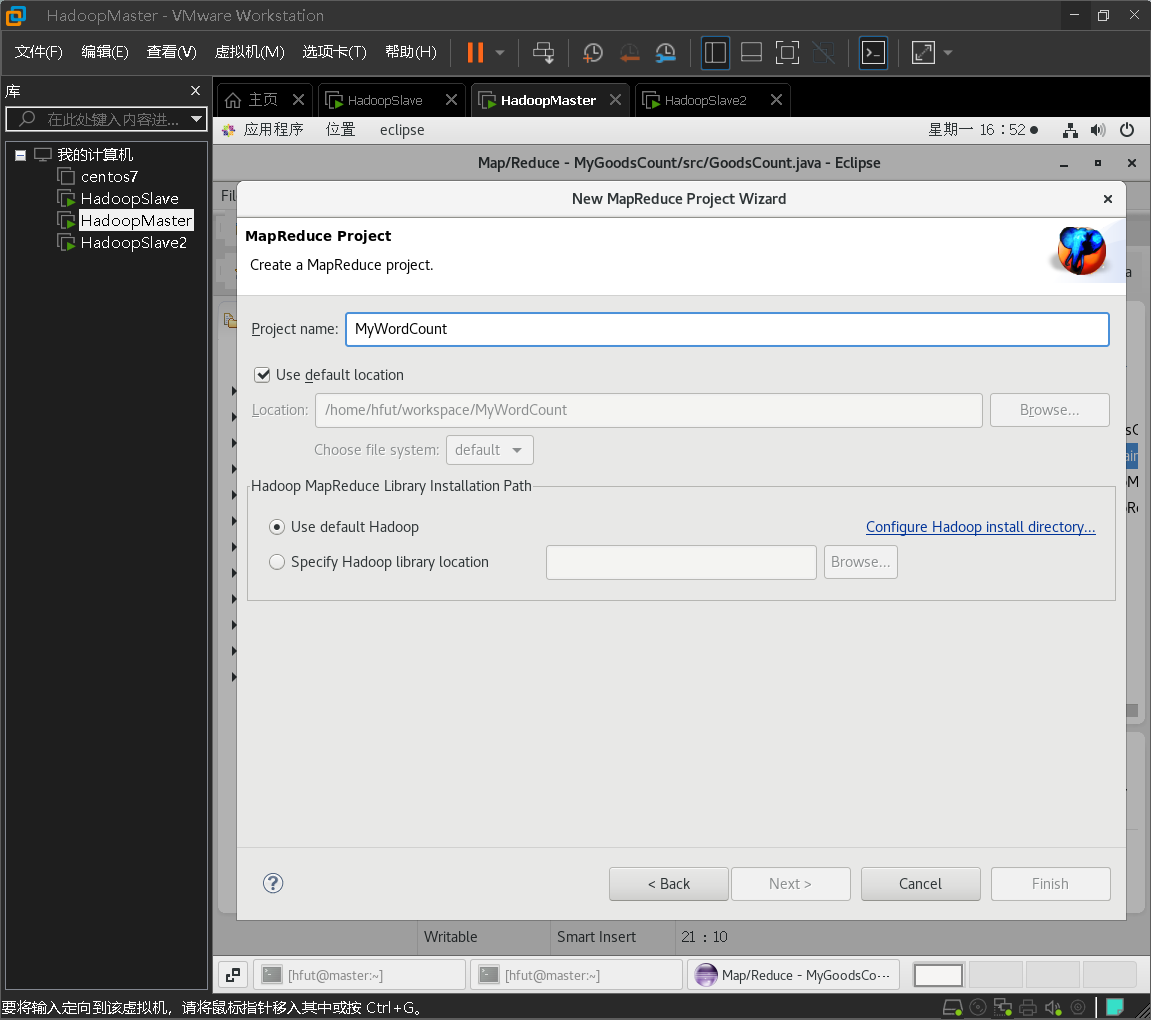 HadoopMaster - VMware Workstation
文件(F) 编辑(E) 查看(V) 虚拟机(M) 选项卡(T) 帮助(H)
库
在此处键入内容进...
我的计算机
centos7
HadoopSlave
HadoopMaster
HadoopSlave2
主页 HadoopSlave HadoopMaster HadoopSlave2
应用程序 位置 eclipse 星期一 16：52
Map/Reduce - MyGoodsCount/src/GoodsCount.java - Eclipse
Fil
New MapReduce Project Wizard
MapReduce Project
Create a MapReduce project.
Project name: MyWordCount
Use default location
Location: /home/hfut/workspace/MyWordCount Browse...
Choose file system: default
Hadoop MapReduce Library Installation Path
Use default Hadoop Configure Hadoop install directory...
Specify Hadoop library location Browse...
< Back Next > Cancel Finish
Writable Smart Insert 21 : 10
[hfut@master:~] [hfut@master:~] Map/Reduce - MyGoodsCo···
要将输入定向到该虚拟机，请将鼠标指针移入其中或按 Ctrl+G。